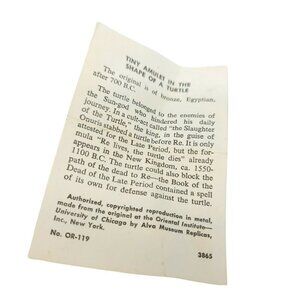 TINY AMULET IN THE
SHAPE OF A TURTLE
The original is of bronze, Egyptian,
after 700 B.C.
The turtle belonged to the enemies of
the Sun-god who hindered his daily
journey. In a cult-act called "the Slaughter
of the Turtle," the king, in the guise of
Onuris stabbed a turtle before Re. It is only
attested for the Late Period, but the for-
mula "Re lives, the turtle dies" already
appears in the New Kingdom, ca. 1550-
1100 B.C. The turtle could also block the
path of the dead to Re—the Book of the
Dead of the Late Period contained a spell
of its own for defense against the turtle.
Authorized, copyrighted reproduction in metal,
made from the original at the Oriental Institute—
University of Chicago by Alva Museum Replicas,
Inc., New York.
No. OR-119
3865